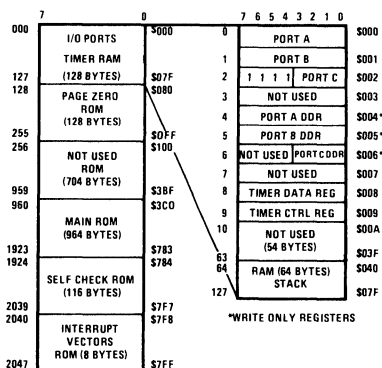 7 0
000 $000
I/O PORTS
TIMER RAM
(128 BYTES)
127 $07F
128 $080
PAGE ZERO
ROM
(128 BYTES)
255 $0FF
256 $100
NOT USED
ROM
(704 BYTES)
959 $3BF
960 $3C0
MAIN ROM
(964 BYTES)
1923 $783
1924 $784
SELF CHECK ROM
(116 BYTES)
2039 $7F7
2040 $7F8
INTERRUPT
VECTORS
ROM (8 BYTES)
2047 $7FF
7 6 5 4 3 2 1 0
0 PORT A $000
1 PORT B $001
2 1 1 1 1 PORT C $002
3 NOT USED $003
4 PORT A DDR $004*
5 PORT B DDR $005*
6 NOT USED PORT C DDR $006*
7 NOT USED $007
8 TIMER DATA REG $008
9 TIMER CTRL REG $009
10 $00A
NOT USED
(54 BYTES)
63 $03F
64 $040
RAM (64 BYTES)
STACK
127 $07F
*WRITE ONLY REGISTERS